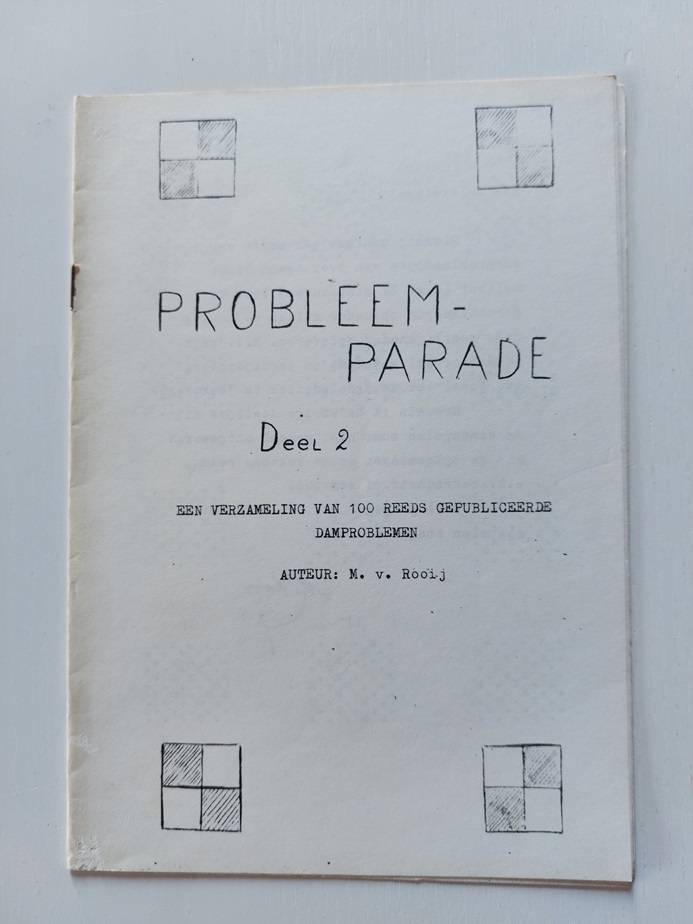 PROBLEEM-
PARADE
Deel 2
EEN VERZAMELING VAN 100 REEDS GEPUBLICEERDE
DAMPROBLEMEN
AUTEUR: M. v. Rooij